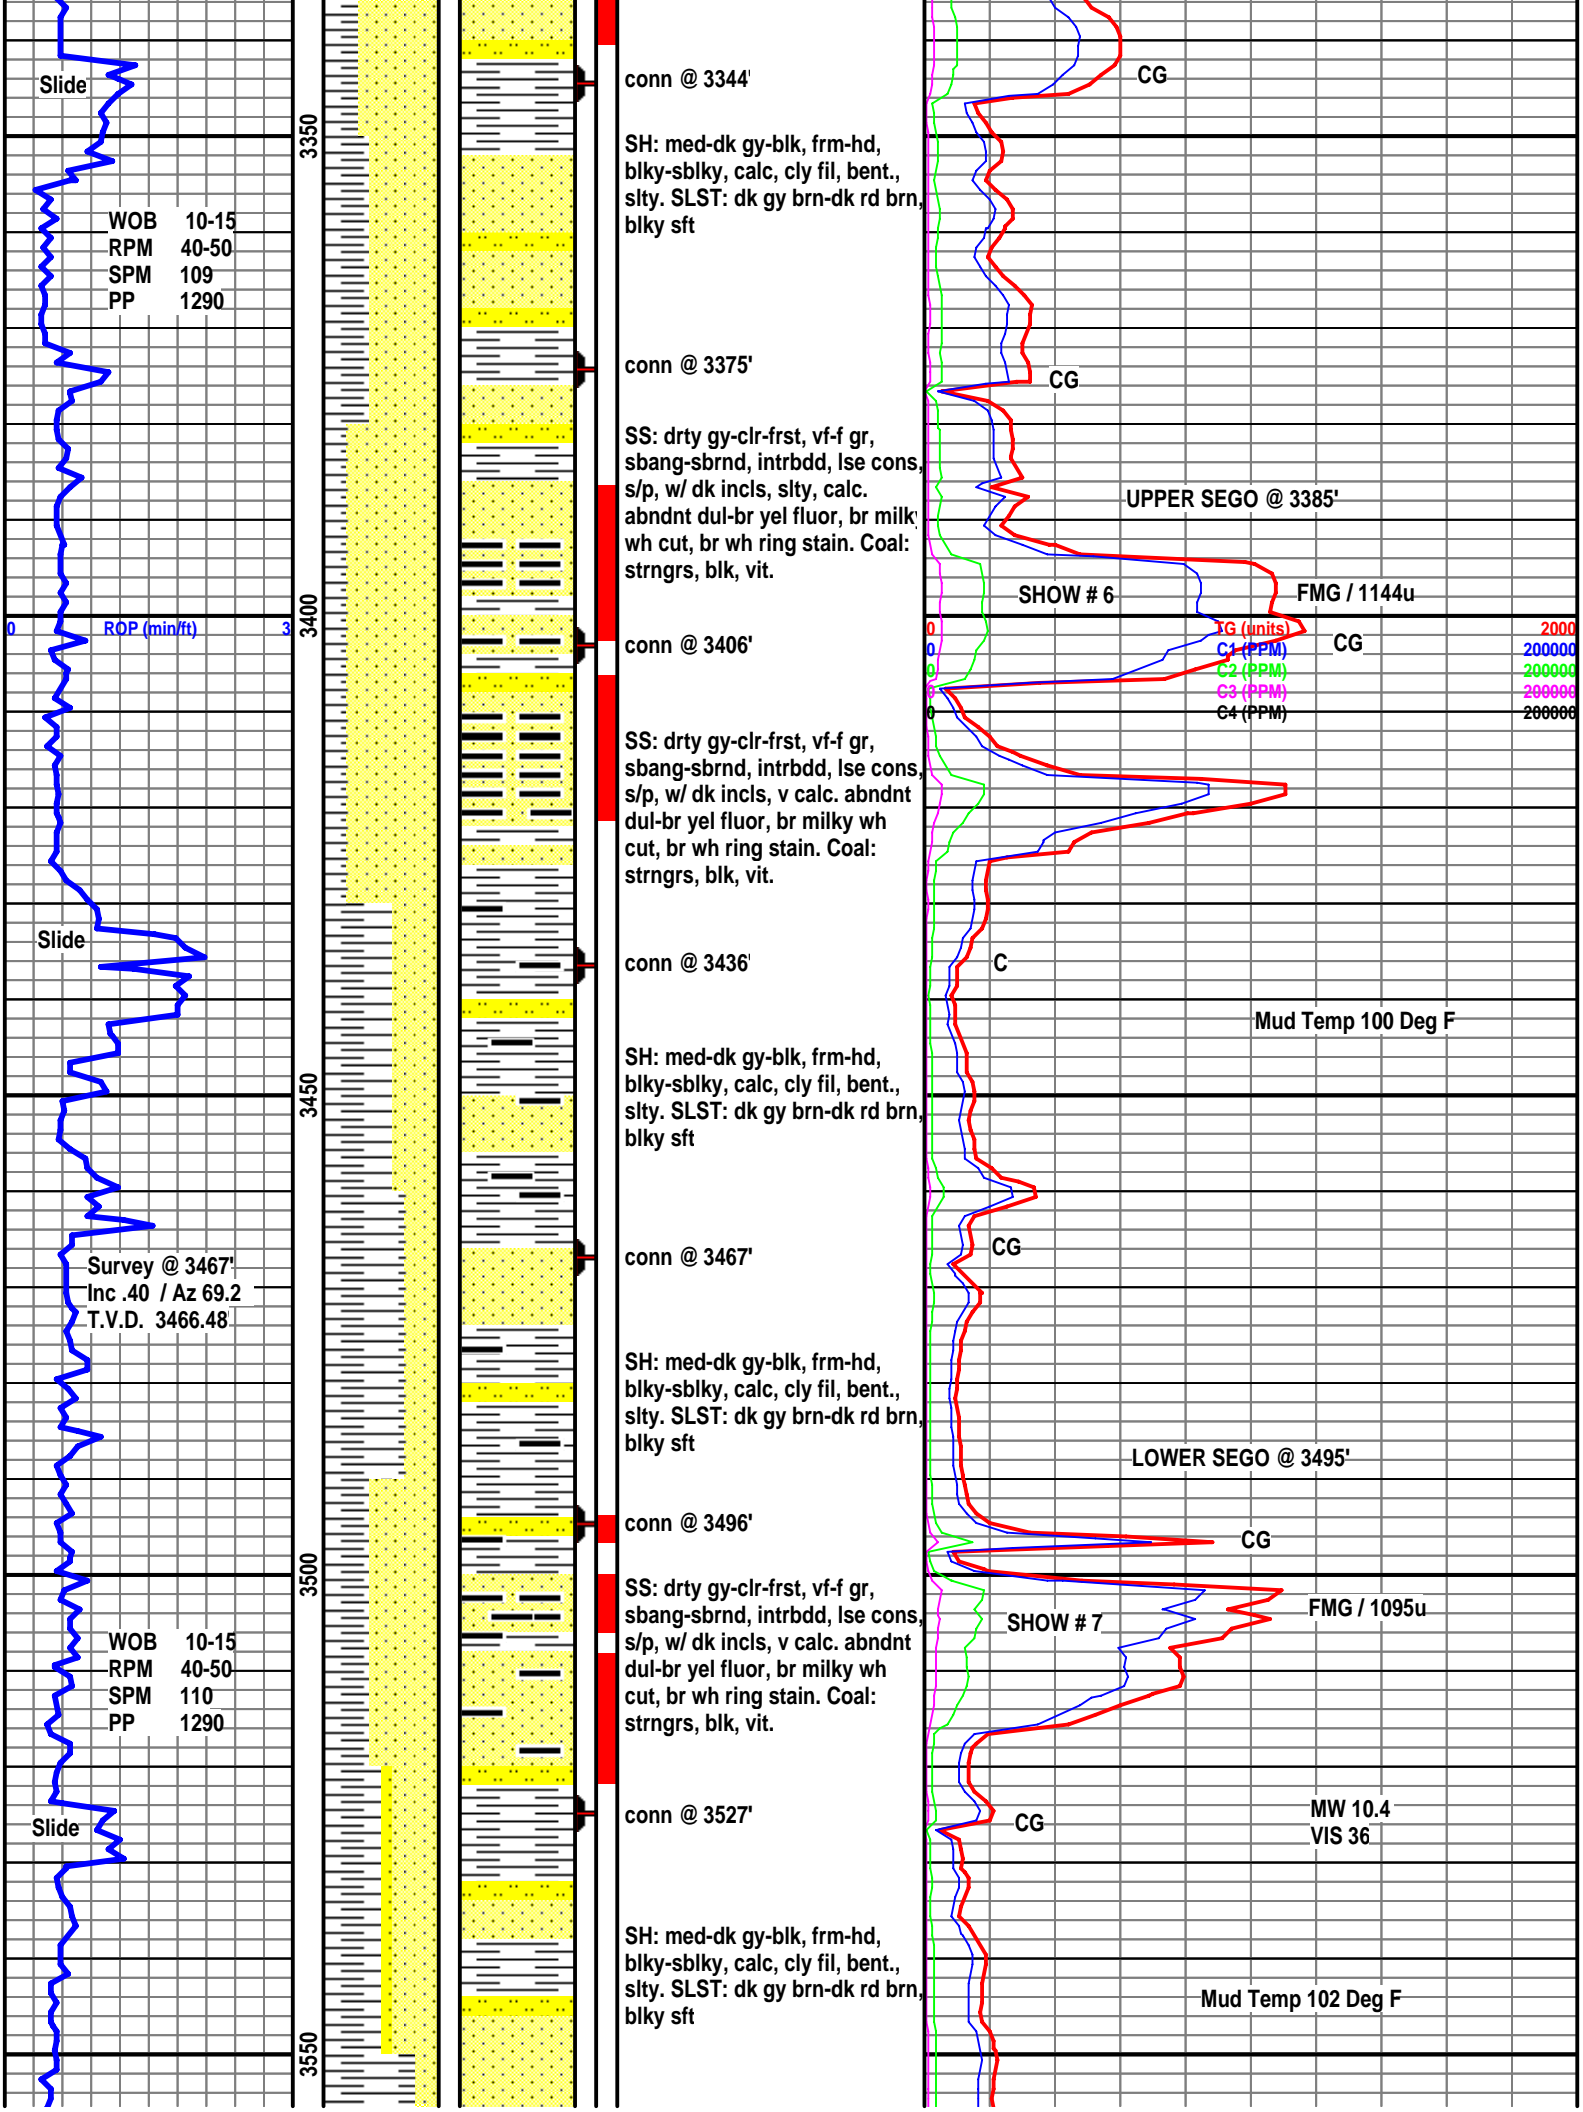 Slide
WOB 10-15
RPM 40-50
SPM 109
PP 1290
0 ROP (min/ft) 3
Slide
Survey @ 3467'
Inc .40 / Az 69.2
T.V.D. 3466.48'
WOB 10-15
RPM 40-50
SPM 110
PP 1290
Slide
3350
3400
3450
3500
3550
conn @ 3344'
SH: med-dk gy-blk, frm-hd,
blky-sblky, calc, cly fil, bent.,
slty. SLST: dk gy brn-dk rd brn,
blky sft
conn @ 3375'
SS: drty gy-clr-frst, vf-f gr,
sbang-sbrnd, intrbdd, lse cons,
s/p, w/ dk incls, slty, calc.
abndnt dul-br yel fluor, br milky
wh cut, br wh ring stain. Coal:
strngrs, blk, vit.
conn @ 3406'
SS: drty gy-clr-frst, vf-f gr,
sbang-sbrnd, intrbdd, lse cons,
s/p, w/ dk incls, v calc. abndnt
dul-br yel fluor, br milky wh
cut, br wh ring stain. Coal:
strngrs, blk, vit.
conn @ 3436'
SH: med-dk gy-blk, frm-hd,
blky-sblky, calc, cly fil, bent.,
slty. SLST: dk gy brn-dk rd brn,
blky sft
conn @ 3467'
SH: med-dk gy-blk, frm-hd,
blky-sblky, calc, cly fil, bent.,
slty. SLST: dk gy brn-dk rd brn,
blky sft
conn @ 3496'
SS: drty gy-clr-frst, vf-f gr,
sbang-sbrnd, intrbdd, lse cons,
s/p, w/ dk incls, v calc. abndnt
dul-br yel fluor, br milky wh
cut, br wh ring stain. Coal:
strngrs, blk, vit.
conn @ 3527'
SH: med-dk gy-blk, frm-hd,
blky-sblky, calc, cly fil, bent.,
slty. SLST: dk gy brn-dk rd brn,
blky sft
CG
CG
UPPER SEGO @ 3385'
SHOW # 6
FMG / 1144u
0 TG (units) 2000
CG
0 C1 (PPM) 200000
0 C2 (PPM) 200000
0 C3 (PPM) 200000
0 C4 (PPM) 200000
C
Mud Temp 100 Deg F
CG
LOWER SEGO @ 3495'
CG
SHOW # 7
FMG / 1095u
CG
MW 10.4
VIS 36
Mud Temp 102 Deg F